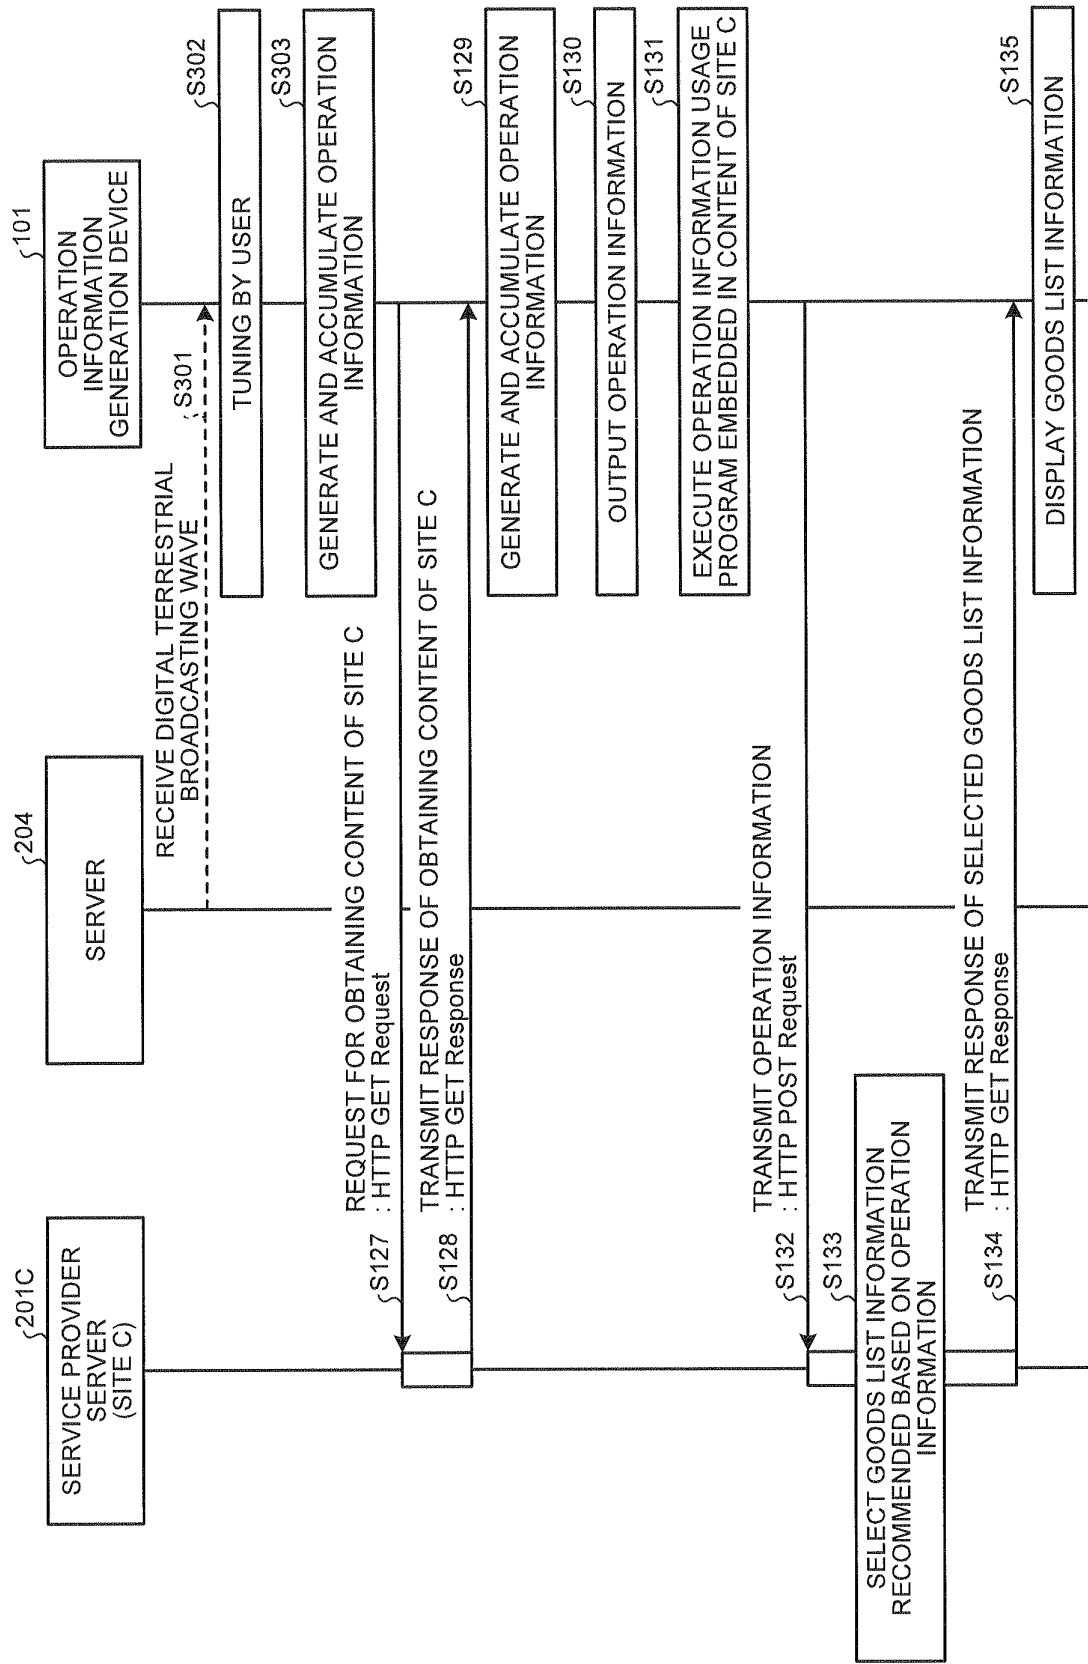 201C
SERVICE PROVIDER
SERVER
(SITE C)
204
SERVER
101
OPERATION
INFORMATION
GENERATION DEVICE
RECEIVE DIGITAL TERRESTRIAL
BROADCASTING WAVE
S301
S302
TUNING BY USER
S303
GENERATE AND ACCUMULATE OPERATION
INFORMATION
S127
REQUEST FOR OBTAINING CONTENT OF SITE C
: HTTP GET Request
S128
TRANSMIT RESPONSE OF OBTAINING CONTENT OF SITE C
: HTTP GET Response
S129
GENERATE AND ACCUMULATE OPERATION
INFORMATION
S130
OUTPUT OPERATION INFORMATION
S131
EXECUTE OPERATION INFORMATION USAGE
PROGRAM EMBEDDED IN CONTENT OF SITE C
S132
TRANSMIT OPERATION INFORMATION
: HTTP POST Request
S133
SELECT GOODS LIST INFORMATION
RECOMMENDED BASED ON OPERATION
INFORMATION
S134
TRANSMIT RESPONSE OF SELECTED GOODS LIST INFORMATION
: HTTP GET Response
S135
DISPLAY GOODS LIST INFORMATION